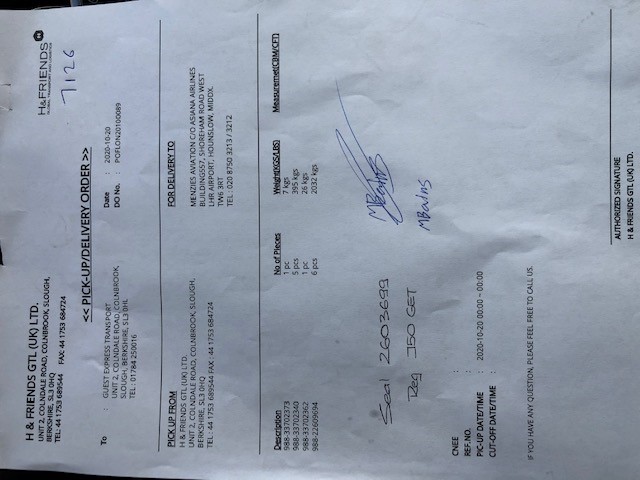 H & FRIENDS GTL (UK) LTD.
UNIT 2, COLNDALE ROAD, COLNBROOK, SLOUGH,
BERKSHIRE, SL3 0HQ
TEL: 44 1753 689544 FAX: 44 1753 684724
H&FRIENDS
7126
<< PICK-UP/DELIVERY ORDER >>
To : GUEST EXPRESS TRANSPORT
UNIT 2, COLNDALE ROAD, COLNBROOK
SLOUGH, BERKSHIRE, SL3 0HL
TEL : 01784 250016
Date : 2020-10-20
DO No. : POFLON20100089
PICK UP FROM
H & FRIENDS GTL (UK) LTD.
UNIT 2, COLNDALE ROAD, COLNBROOK, SLOUGH,
BERKSHIRE, SL3 0HQ
TEL: 44 1753 689544 FAX: 44 1753 684724
FOR DELIVERY TO
MENZIES AVIATION C/O ASIANA AIRLINES
BUILDING557, SHOREHAM ROAD WEST
LHR AIRPORT, HOUNSLOW, MIDDX.
TW6 3RT
TEL : 020 8750 3213 / 3212
Description No of Pieces Weight(KGS/LBS) Measuremet(CBM/CFT)
988-33702373 1 pc 7 kgs
988-33702340 5 pcs 395 kgs
988-33702362 1 pc 26 kgs
988-22609694 6 pcs 2032 kgs
Seal 2603699
Reg J50 GET
MBains
MBains
CNEE :
REF.NO. :
PIC-UP DATE/TIME : 2020-10-20 00:00 ~ 00:00
CUT-OFF DATE/TIME :
IF YOU HAVE ANY QUESTION, PLEASE FEEL FREE TO CALL US.
AUTHORIZED SIGNATURE
H & FRIENDS GTL (UK) LTD.